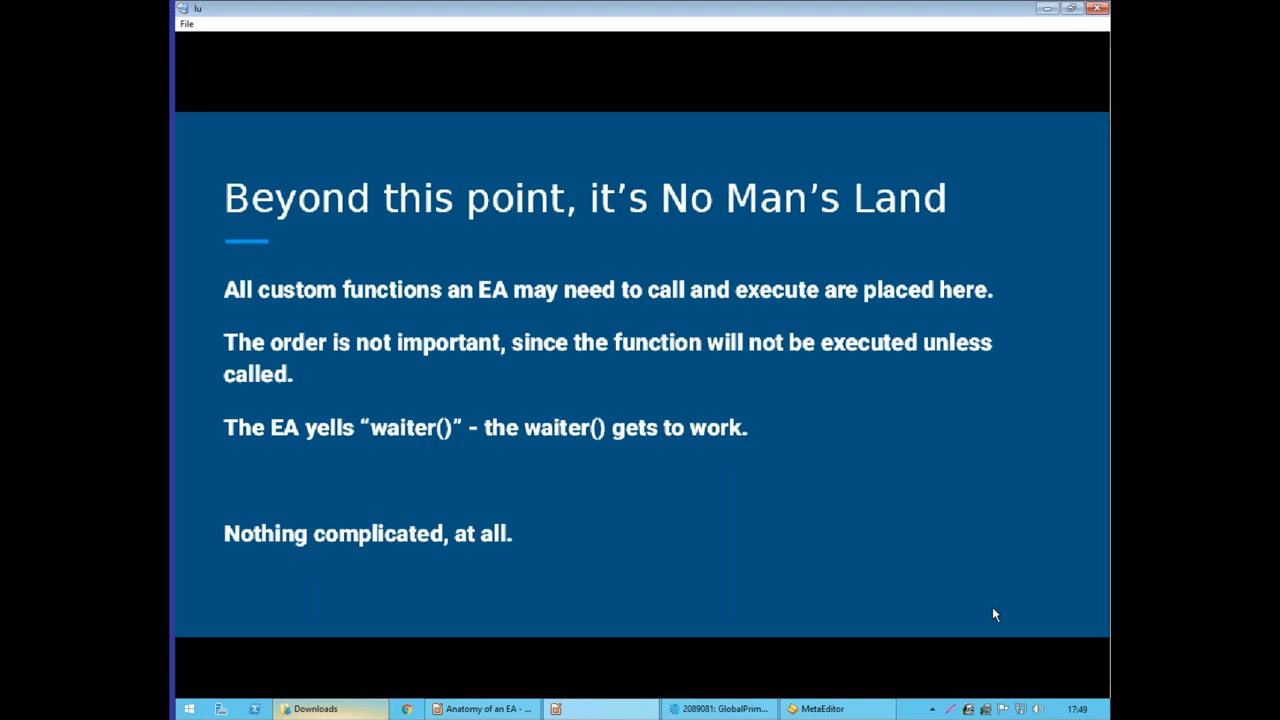 lu
File
Beyond this point, it’s No Man’s Land
All custom functions an EA may need to call and execute are placed here.
The order is not important, since the function will not be executed unless
called.
The EA yells “waiter()” - the waiter() gets to work.
Nothing complicated, at all.
Downloads
Anatomy of an EA - ...
2089081: GlobalPrim...
MetaEditor
17:49